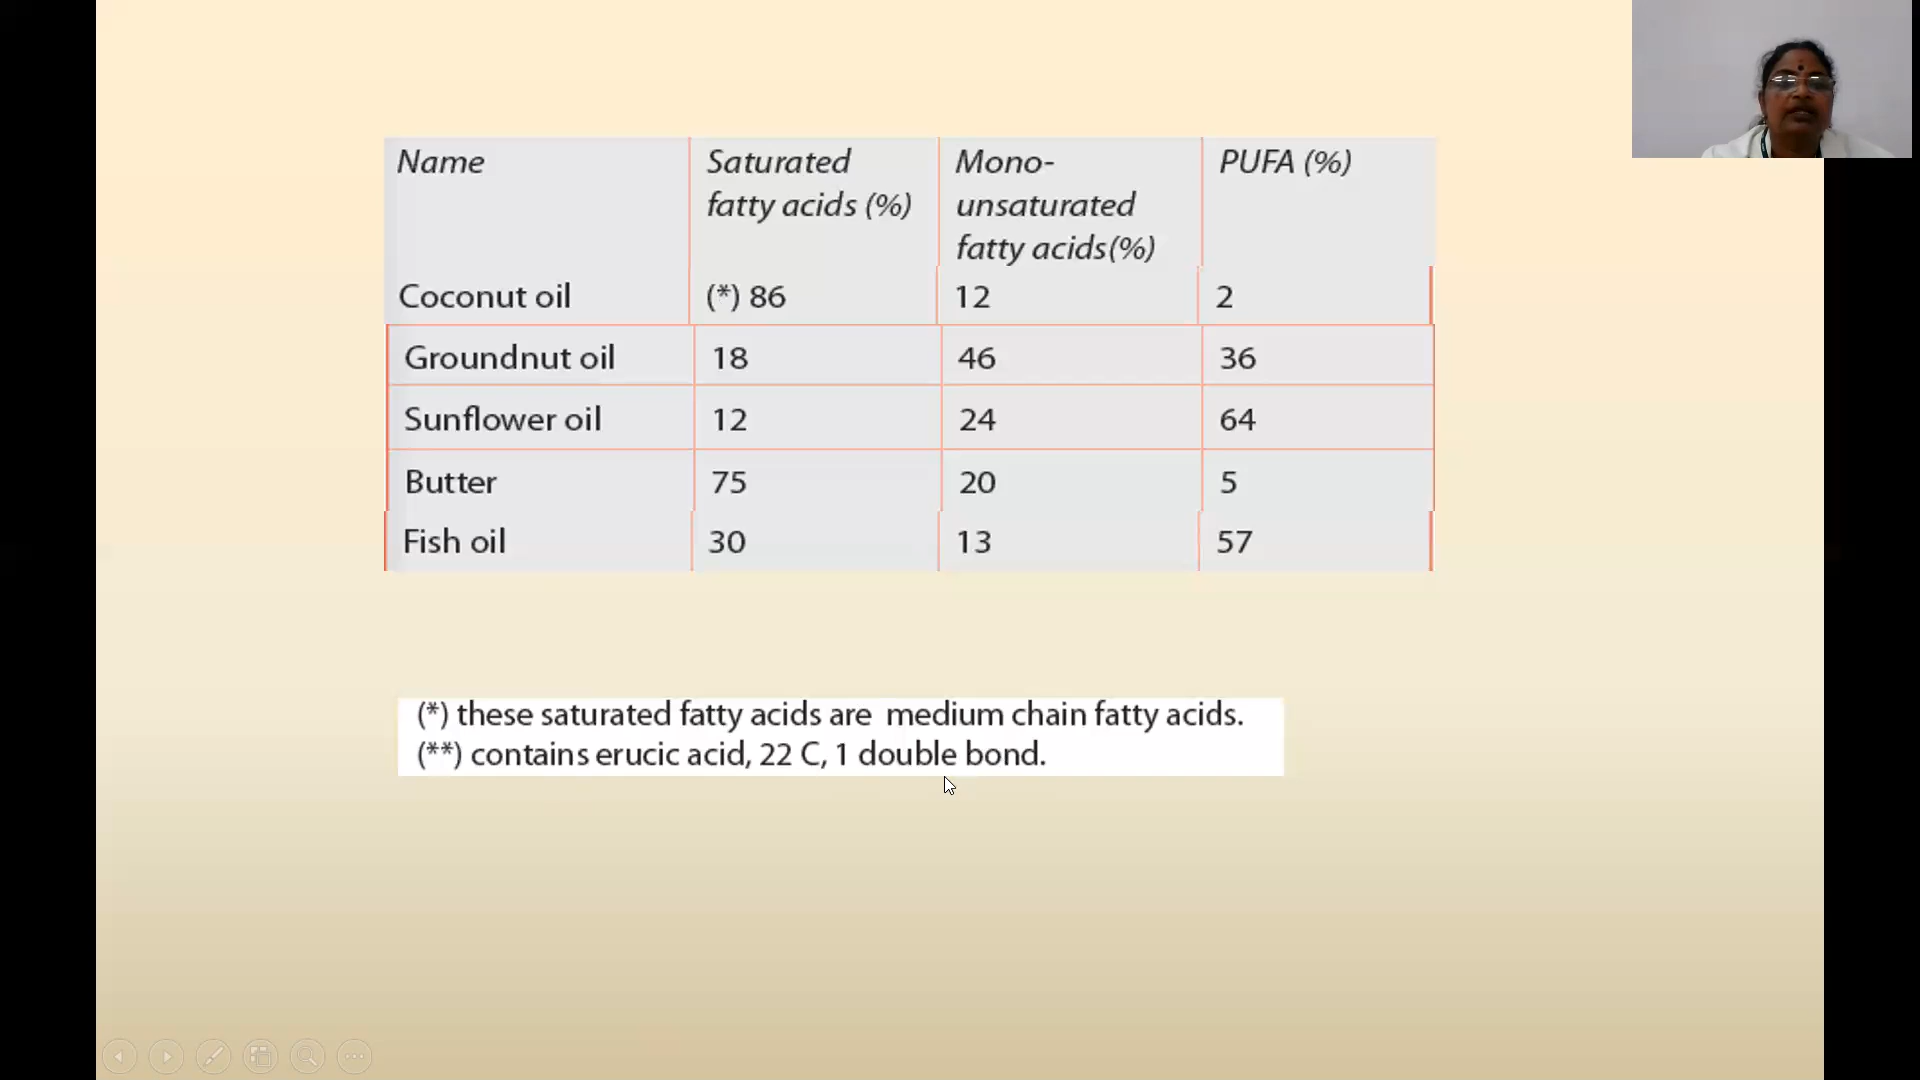 Name Saturated fatty acids (%) Mono-unsaturated fatty acids(%) PUFA (%)
Coconut oil (*) 86 12 2
Groundnut oil 18 46 36
Sunflower oil 12 24 64
Butter 75 20 5
Fish oil 30 13 57
(*) these saturated fatty acids are medium chain fatty acids.
(**) contains erucic acid, 22 C, 1 double bond.